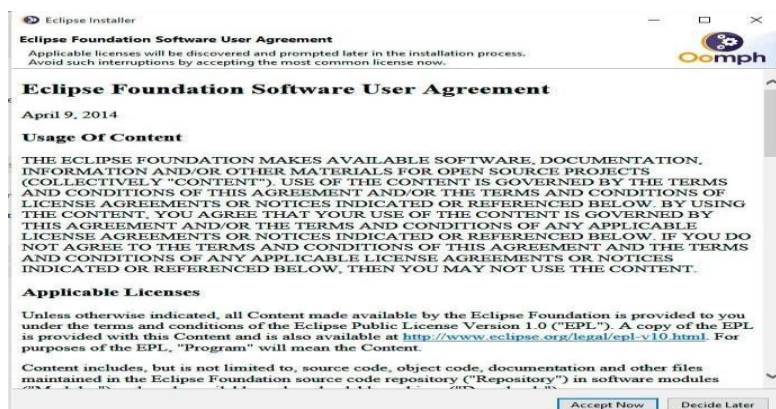 Eclipse Installer
Eclipse Foundation Software User Agreement
Applicable licenses will be discovered and prompted later in the installation process.
Avoid such interruptions by accepting the most common license now.
Oomph
Eclipse Foundation Software User Agreement
April 9, 2014
Usage Of Content
THE ECLIPSE FOUNDATION MAKES AVAILABLE SOFTWARE, DOCUMENTATION,
INFORMATION AND/OR OTHER MATERIALS FOR OPEN SOURCE PROJECTS
(COLLECTIVELY "CONTENT"). USE OF THE CONTENT IS GOVERNED BY THE TERMS
AND CONDITIONS OF THIS AGREEMENT AND/OR THE TERMS AND CONDITIONS OF
LICENSE AGREEMENTS OR NOTICES INDICATED OR REFERENCED BELOW. BY USING
THE CONTENT, YOU AGREE THAT YOUR USE OF THE CONTENT IS GOVERNED BY
THIS AGREEMENT AND/OR THE TERMS AND CONDITIONS OF ANY APPLICABLE
LICENSE AGREEMENTS OR NOTICES INDICATED OR REFERENCED BELOW. IF YOU DO
NOT AGREE TO THE TERMS AND CONDITIONS OF THIS AGREEMENT AND THE TERMS
AND CONDITIONS OF ANY APPLICABLE LICENSE AGREEMENTS OR NOTICES
INDICATED OR REFERENCED BELOW, THEN YOU MAY NOT USE THE CONTENT.
Applicable Licenses
Unless otherwise indicated, all Content made available by the Eclipse Foundation is provided to you
under the terms and conditions of the Eclipse Public License Version 1.0 ("EPL"). A copy of the EPL
is provided with this Content and is also available at http://www.eclipse.org/legal/epl-v10.html. For
purposes of the EPL, "Program" will mean the Content.
Content includes, but is not limited to, source code, object code, documentation and other files
maintained in the Eclipse Foundation source code repository ("Repository") in software modules
Accept Now
Decide Later